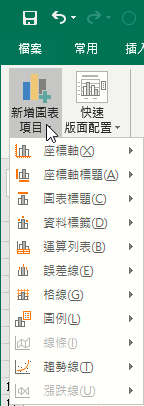 檔案 常用
新增圖表 快速
項目 版面配置
座標軸(X)
座標軸標題(A)
圖表標題(C)
資料標籤(D)
運算列表(B)
誤差線(E)
格線(G)
圖例(L)
線條(I)
趨勢線(T)
漲跌線(U)